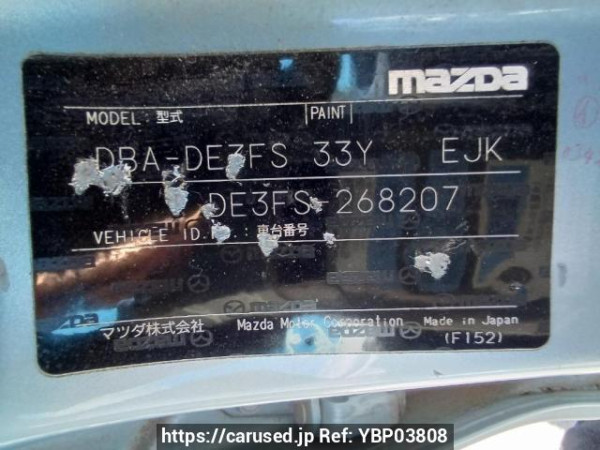 mazda
MODEL: 型式 PAINT
DBA-DE3FS 33Y EJK
DE3FS-268207
VEHICLE ID. 車台番号
mazda
マツダ株式会社 Mazda Motor Corporation Made in Japan
(F152)
https://carused.jp Ref: YBP03808